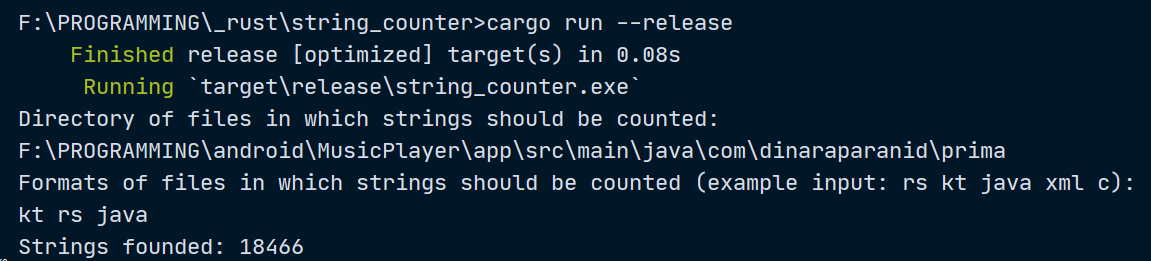 F:\PROGRAMMING\_rust\string_counter>cargo run --release
Finished release [optimized] target(s) in 0.08s
Running `target\release\string_counter.exe`
Directory of files in which strings should be counted:
F:\PROGRAMMING\android\MusicPlayer\app\src\main\java\com\dinaraparanid\prima
Formats of files in which strings should be counted (example input: rs kt java xml c):
kt rs java
Strings founded: 18466